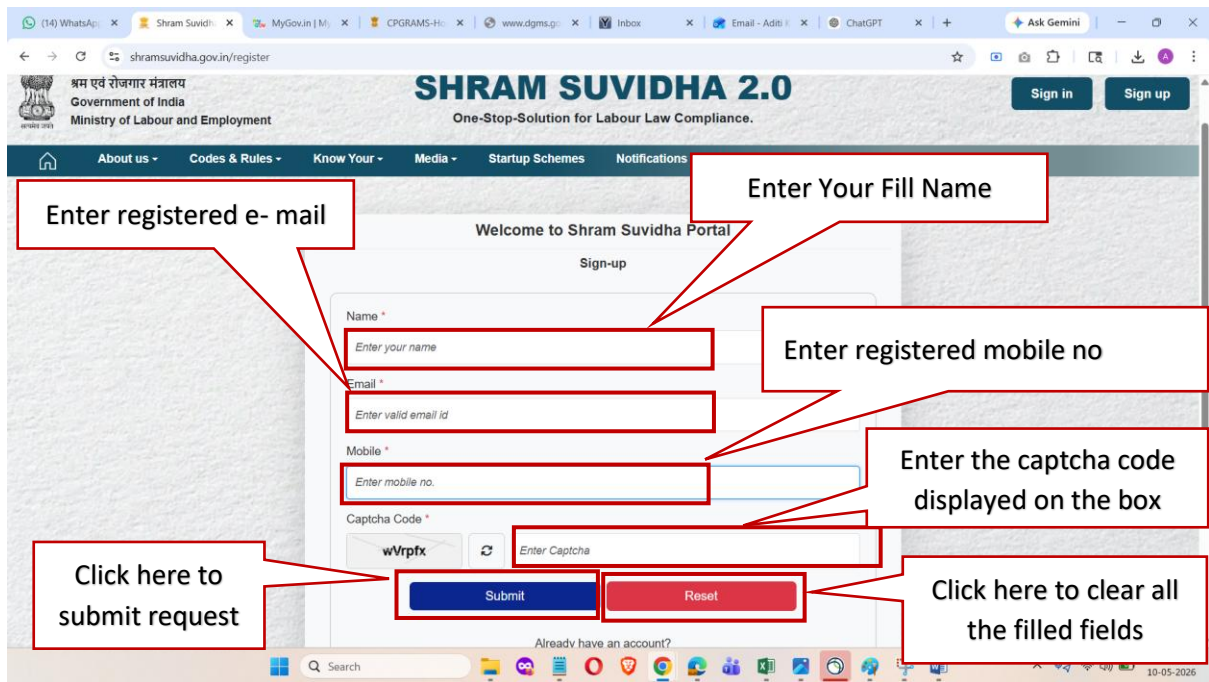 (14) WhatsAp
Shram Suvidh
MyGov.in | My
CPGRAMS-Ho
www.dgms.go
Inbox
Email - Aditi K
ChatGPT
Ask Gemini
shramsuvidha.gov.in/register
A
श्रम एवं रोजगार मंत्रालय
Government of India
Ministry of Labour and Employment
सत्यमेव जयते
SHRAM SUVIDHA 2.0
One-Stop-Solution for Labour Law Compliance.
Sign in
Sign up
About us
Codes & Rules
Know Your
Media
Startup Schemes
Notifications
Enter Your Fill Name
Enter registered e- mail
Welcome to Shram Suvidha Portal
Sign-up
Name *
Enter your name
Enter registered mobile no
Email *
Enter valid email id
Mobile *
Enter mobile no.
Enter the captcha code
displayed on the box
Captcha Code *
wVrpfx
Enter Captcha
Click here to
submit request
Submit
Reset
Click here to clear all
the filled fields
Already have an account?
Search
10-05-2026